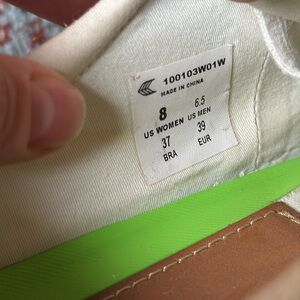 100103W01W
MADE IN CHINA
8 6.5
US WOMEN US MEN
37 39
BRA EUR